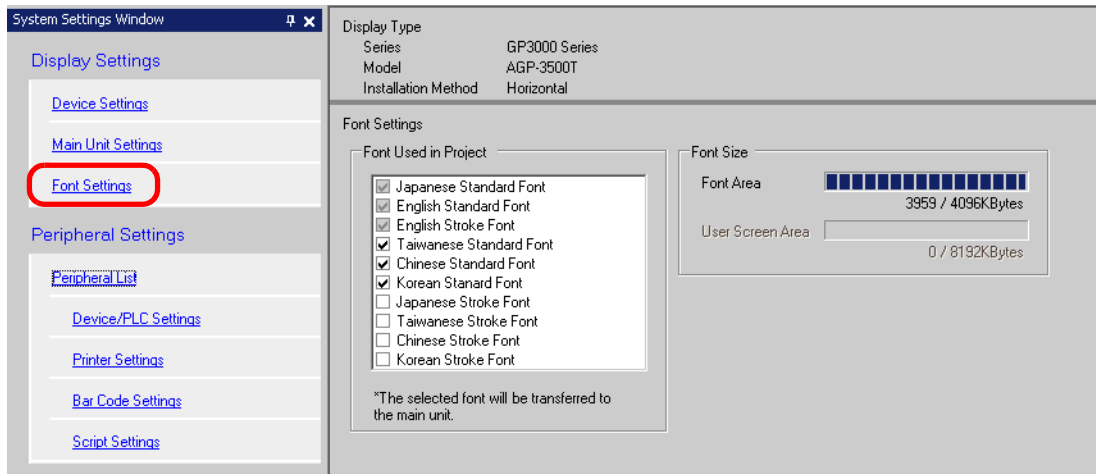 System Settings Window
Display Settings
Device Settings
Main Unit Settings
Font Settings
Peripheral Settings
Peripheral List
Device/PLC Settings
Printer Settings
Bar Code Settings
Script Settings
Display Type
Series GP3000 Series
Model AGP-3500T
Installation Method Horizontal
Font Settings
Font Used in Project
Japanese Standard Font
English Standard Font
English Stroke Font
Taiwanese Standard Font
Chinese Standard Font
Korean Stanard Font
Japanese Stroke Font
Taiwanese Stroke Font
Chinese Stroke Font
Korean Stroke Font
*The selected font will be transferred to
the main unit.
Font Size
Font Area
3959 / 4096KBytes
User Screen Area
0 / 8192KBytes